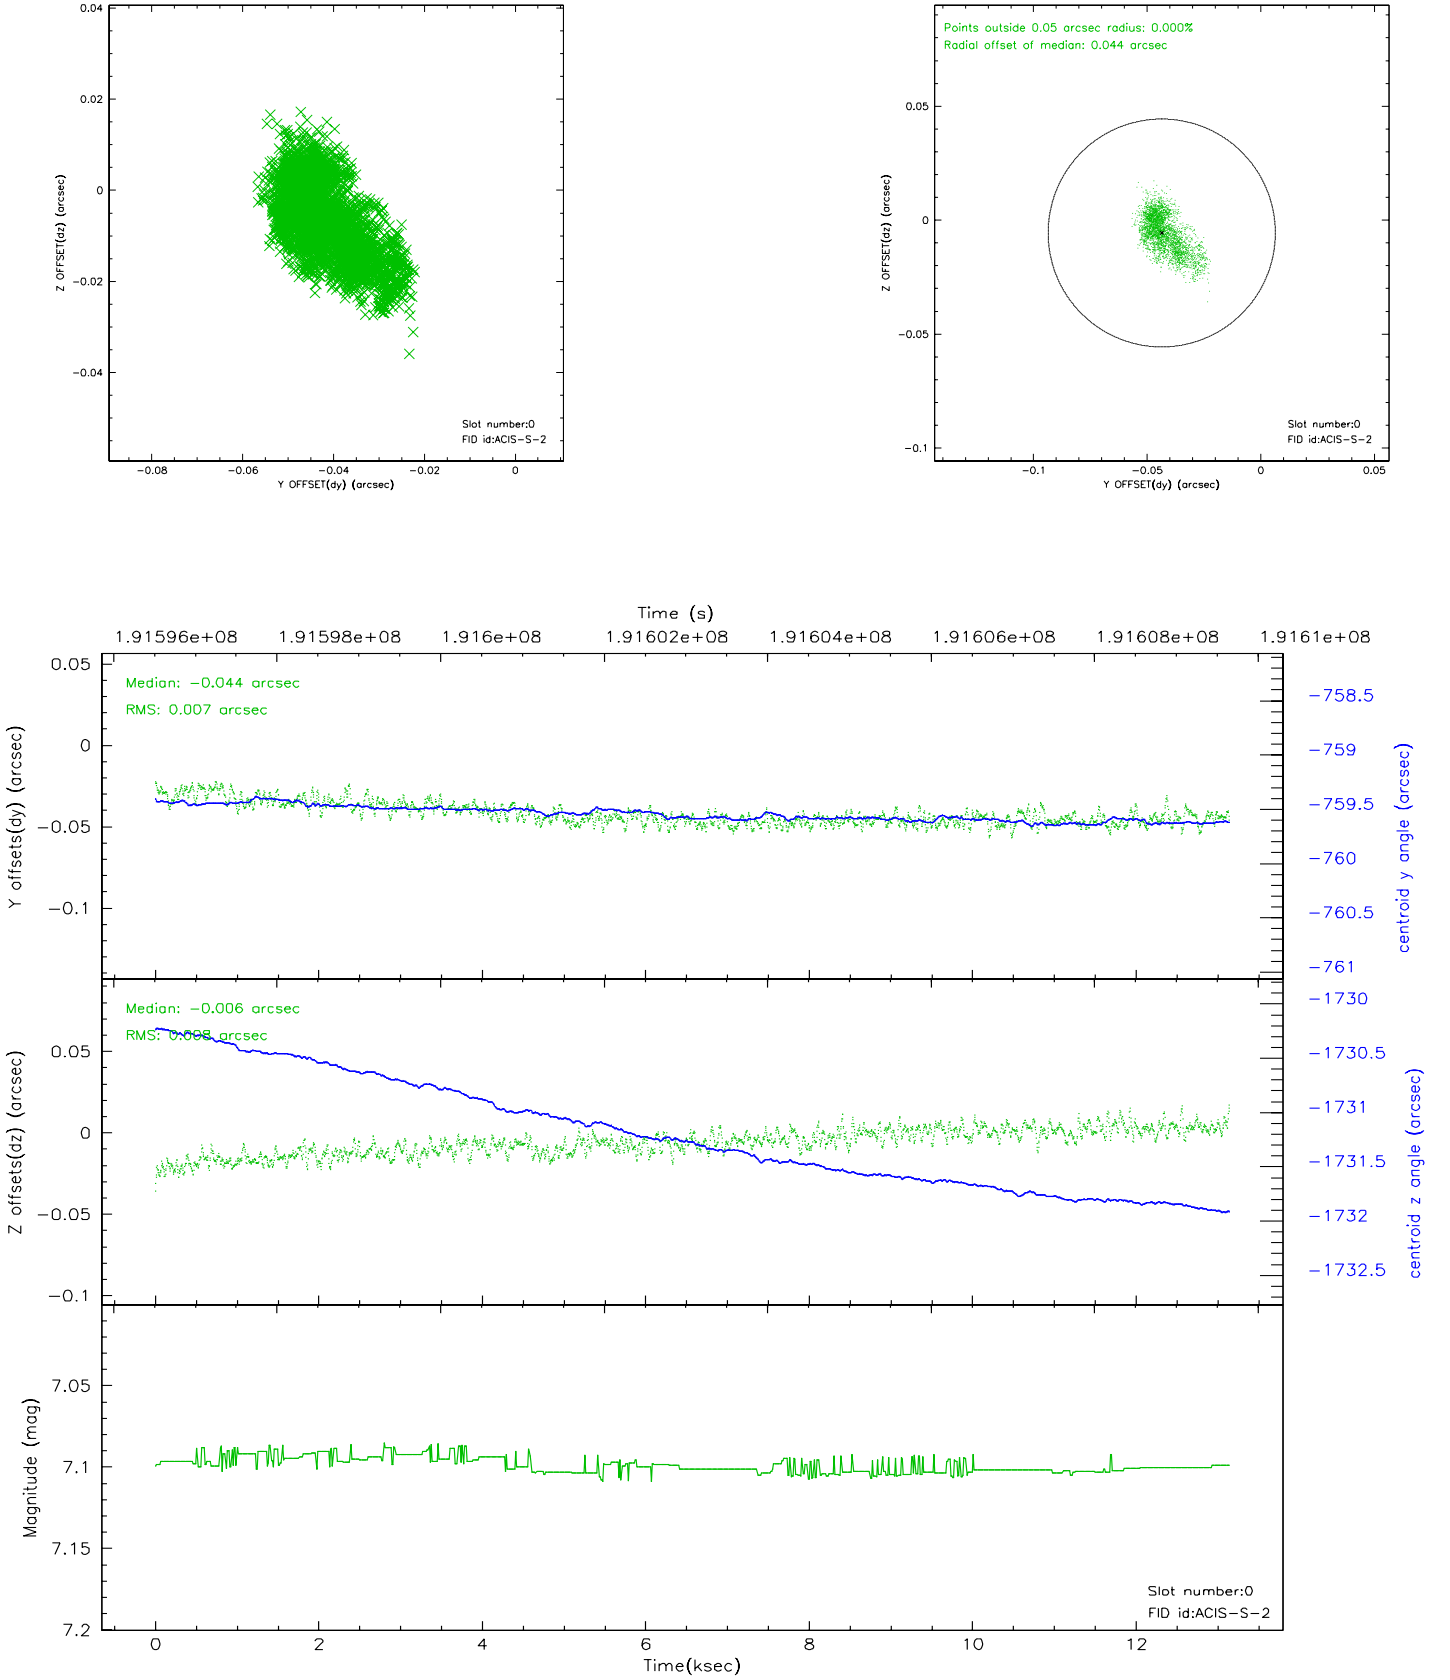 0.04
0.02
0
−0.02
−0.04
Z OFFSET(dz) (arcsec)
Slot number:0
FID id:ACIS−S−2
−0.08 −0.06 −0.04 −0.02 0
Y OFFSET(dy) (arcsec)
Points outside 0.05 arcsec radius: 0.000%
Radial offset of median: 0.044 arcsec
0.05
0
−0.05
−0.1
Z OFFSET(dz) (arcsec)
Slot number:0
FID id:ACIS−S−2
−0.1 −0.05 0 0.05
Y OFFSET(dy) (arcsec)
Time (s)
1.91596e+08 1.91598e+08 1.916e+08 1.91602e+08 1.91604e+08 1.91606e+08 1.91608e+08 1.9161e+08
Median: −0.044 arcsec
RMS: 0.007 arcsec
0.05
0
−0.05
−0.1
Y offsets(dy) (arcsec)
−758.5
−759
−759.5
−760
−760.5
−761
centroid y angle (arcsec)
Median: −0.006 arcsec
RMS: 0.008 arcsec
0.05
0
−0.05
−0.1
Z offsets(dz) (arcsec)
−1730
−1730.5
−1731
−1731.5
−1732
−1732.5
centroid z angle (arcsec)
7.05
7.1
7.15
7.2
Magnitude (mag)
Slot number:0
FID id:ACIS−S−2
0 2 4 6 8 10 12
Time(ksec)